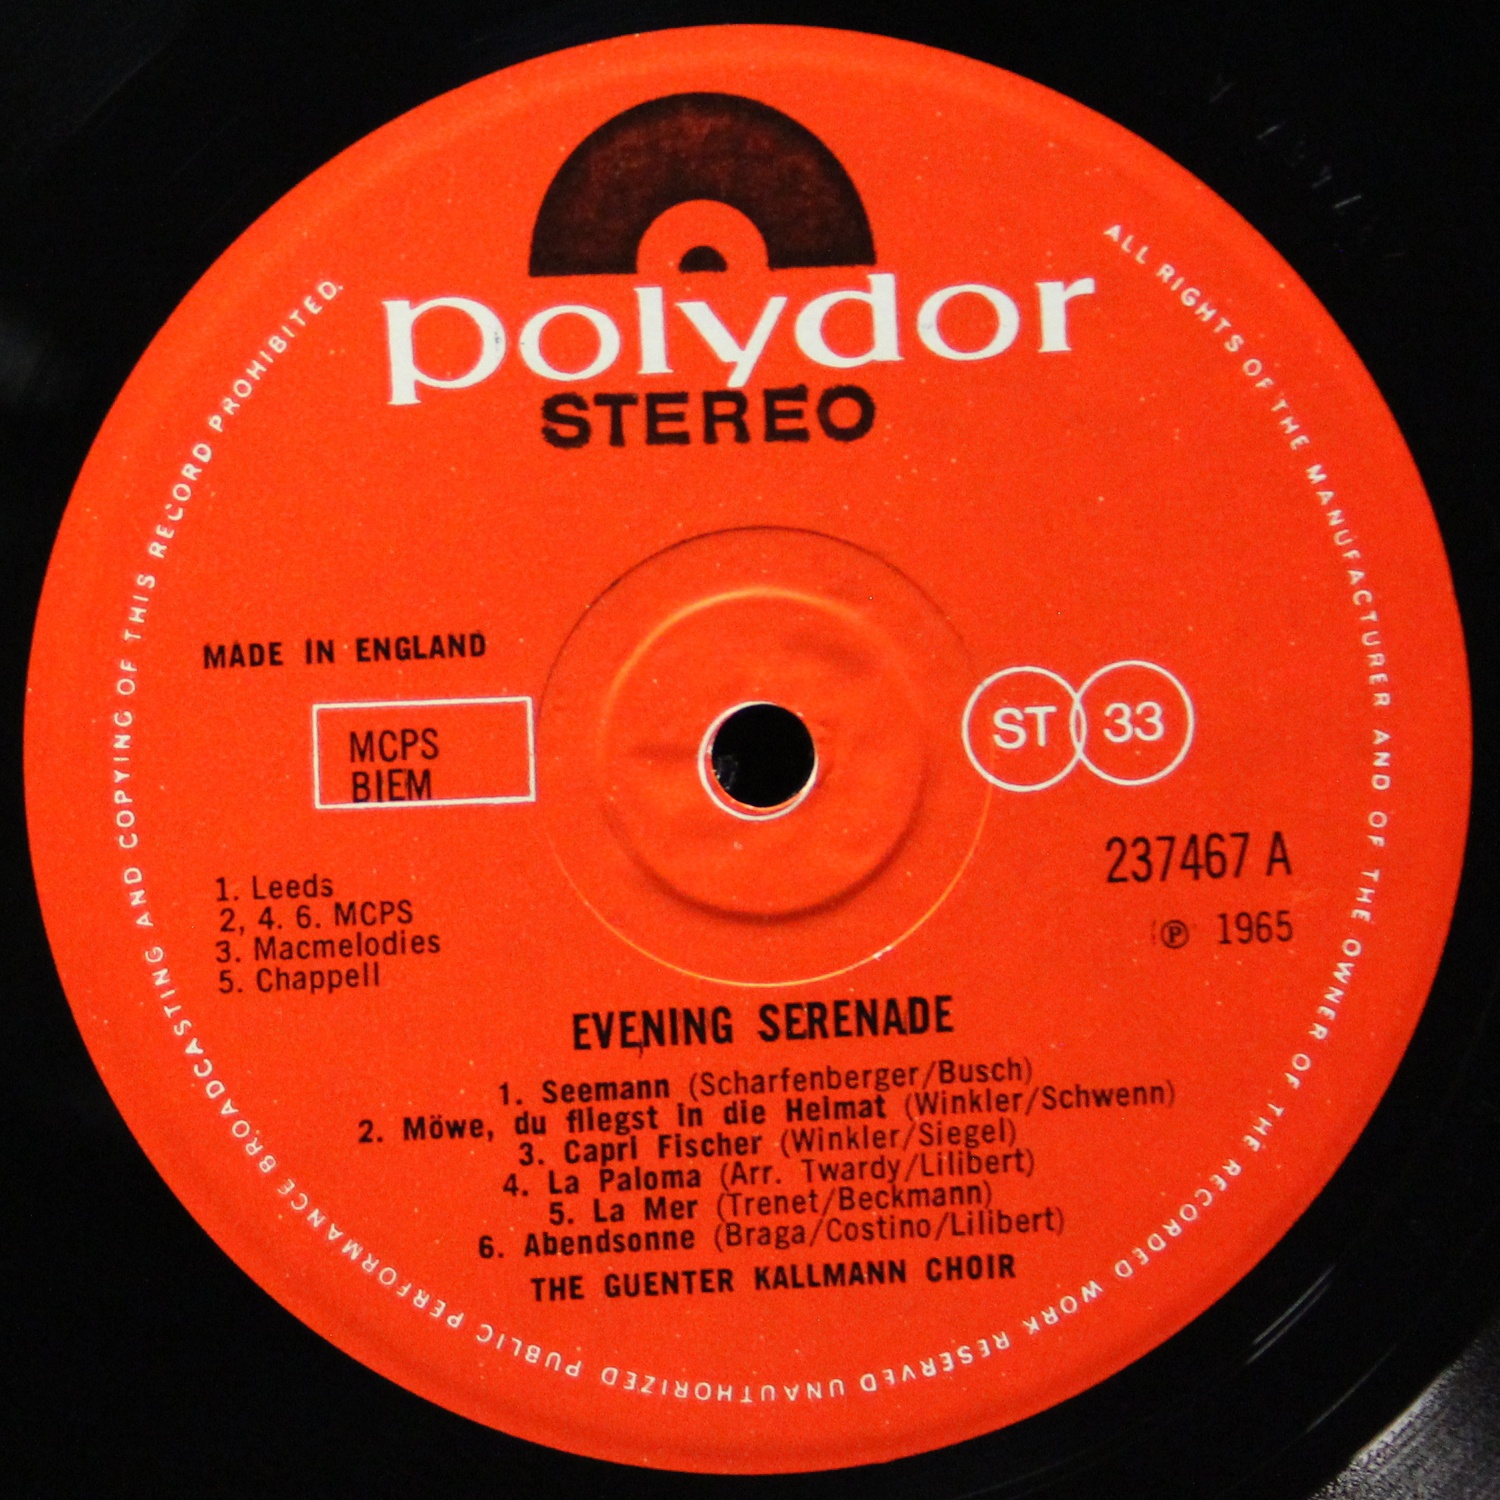 polydor
STEREO
ALL RIGHTS OF THE MANUFACTURER AND OF THE OWNER OF THE RECORDED WORK RESERVED UNAUTHORIZED PUBLIC PERFORMANCE BROADCASTING AND COPYING OF THIS RECORD PROHIBITED.
MADE IN ENGLAND
MCPS
BIEM
ST 33
237467 A
℗ 1965
1. Leeds
2, 4. 6. MCPS
3. Macmelodies
5. Chappell
EVENING SERENADE
1. Seemann (Scharfenberger/Busch)
2. Möwe, du fliegst in die Heimat (Winkler/Schwenn)
3. Capri Fischer (Winkler/Siegel)
4. La Paloma (Arr. Twardy/Lilibert)
5. La Mer (Trenet/Beckmann)
6. Abendsonne (Braga/Costino/Lilibert)
THE GUENTER KALLMANN CHOIR